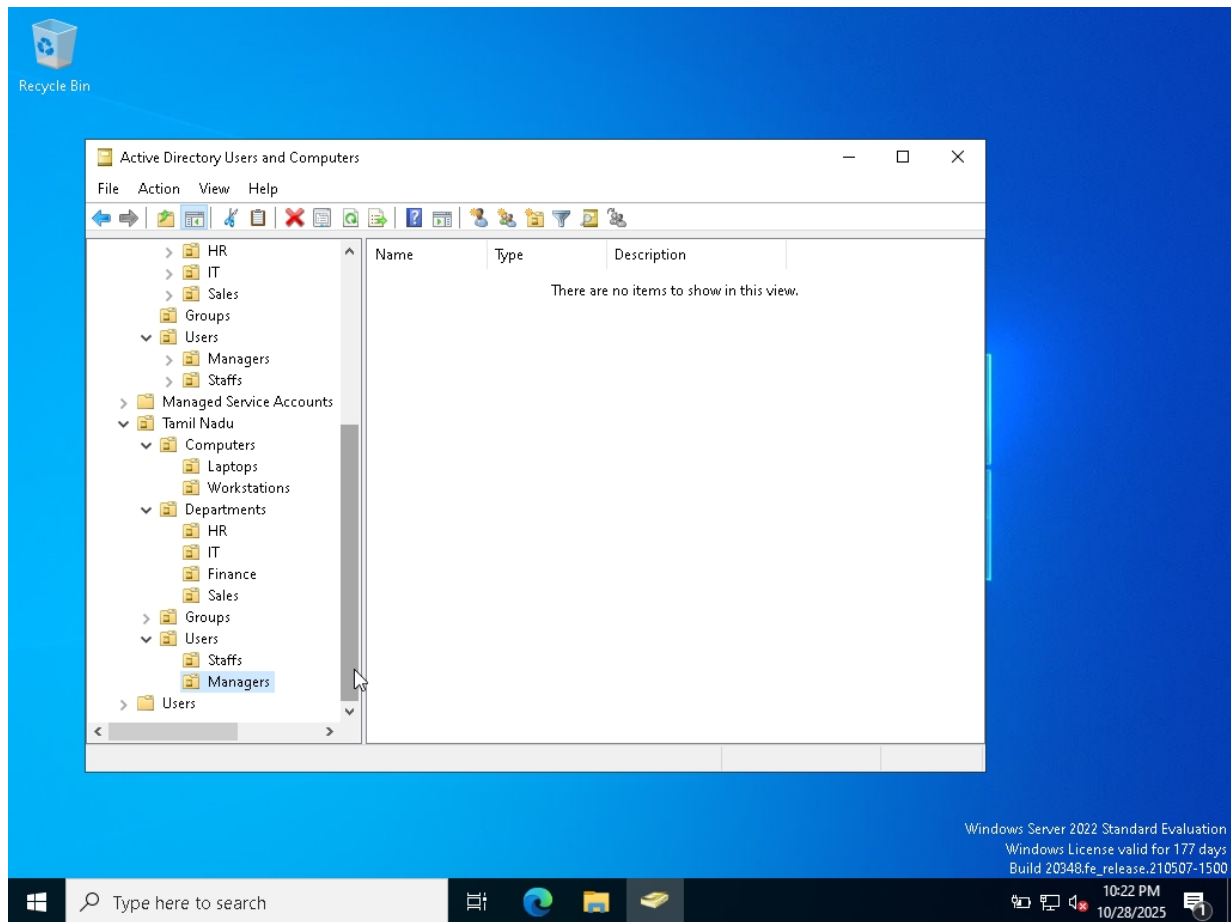 Recycle Bin
Active Directory Users and Computers
File Action View Help
HR
IT
Sales
Groups
Users
Managers
Staffs
Managed Service Accounts
Tamil Nadu
Computers
Laptops
Workstations
Departments
HR
IT
Finance
Sales
Groups
Users
Staffs
Managers
Users
Name Type Description
There are no items to show in this view.
Windows Server 2022 Standard Evaluation
Windows License valid for 177 days
Build 20348.fe_release.210507-1500
Type here to search
10:22 PM
10/28/2025
1